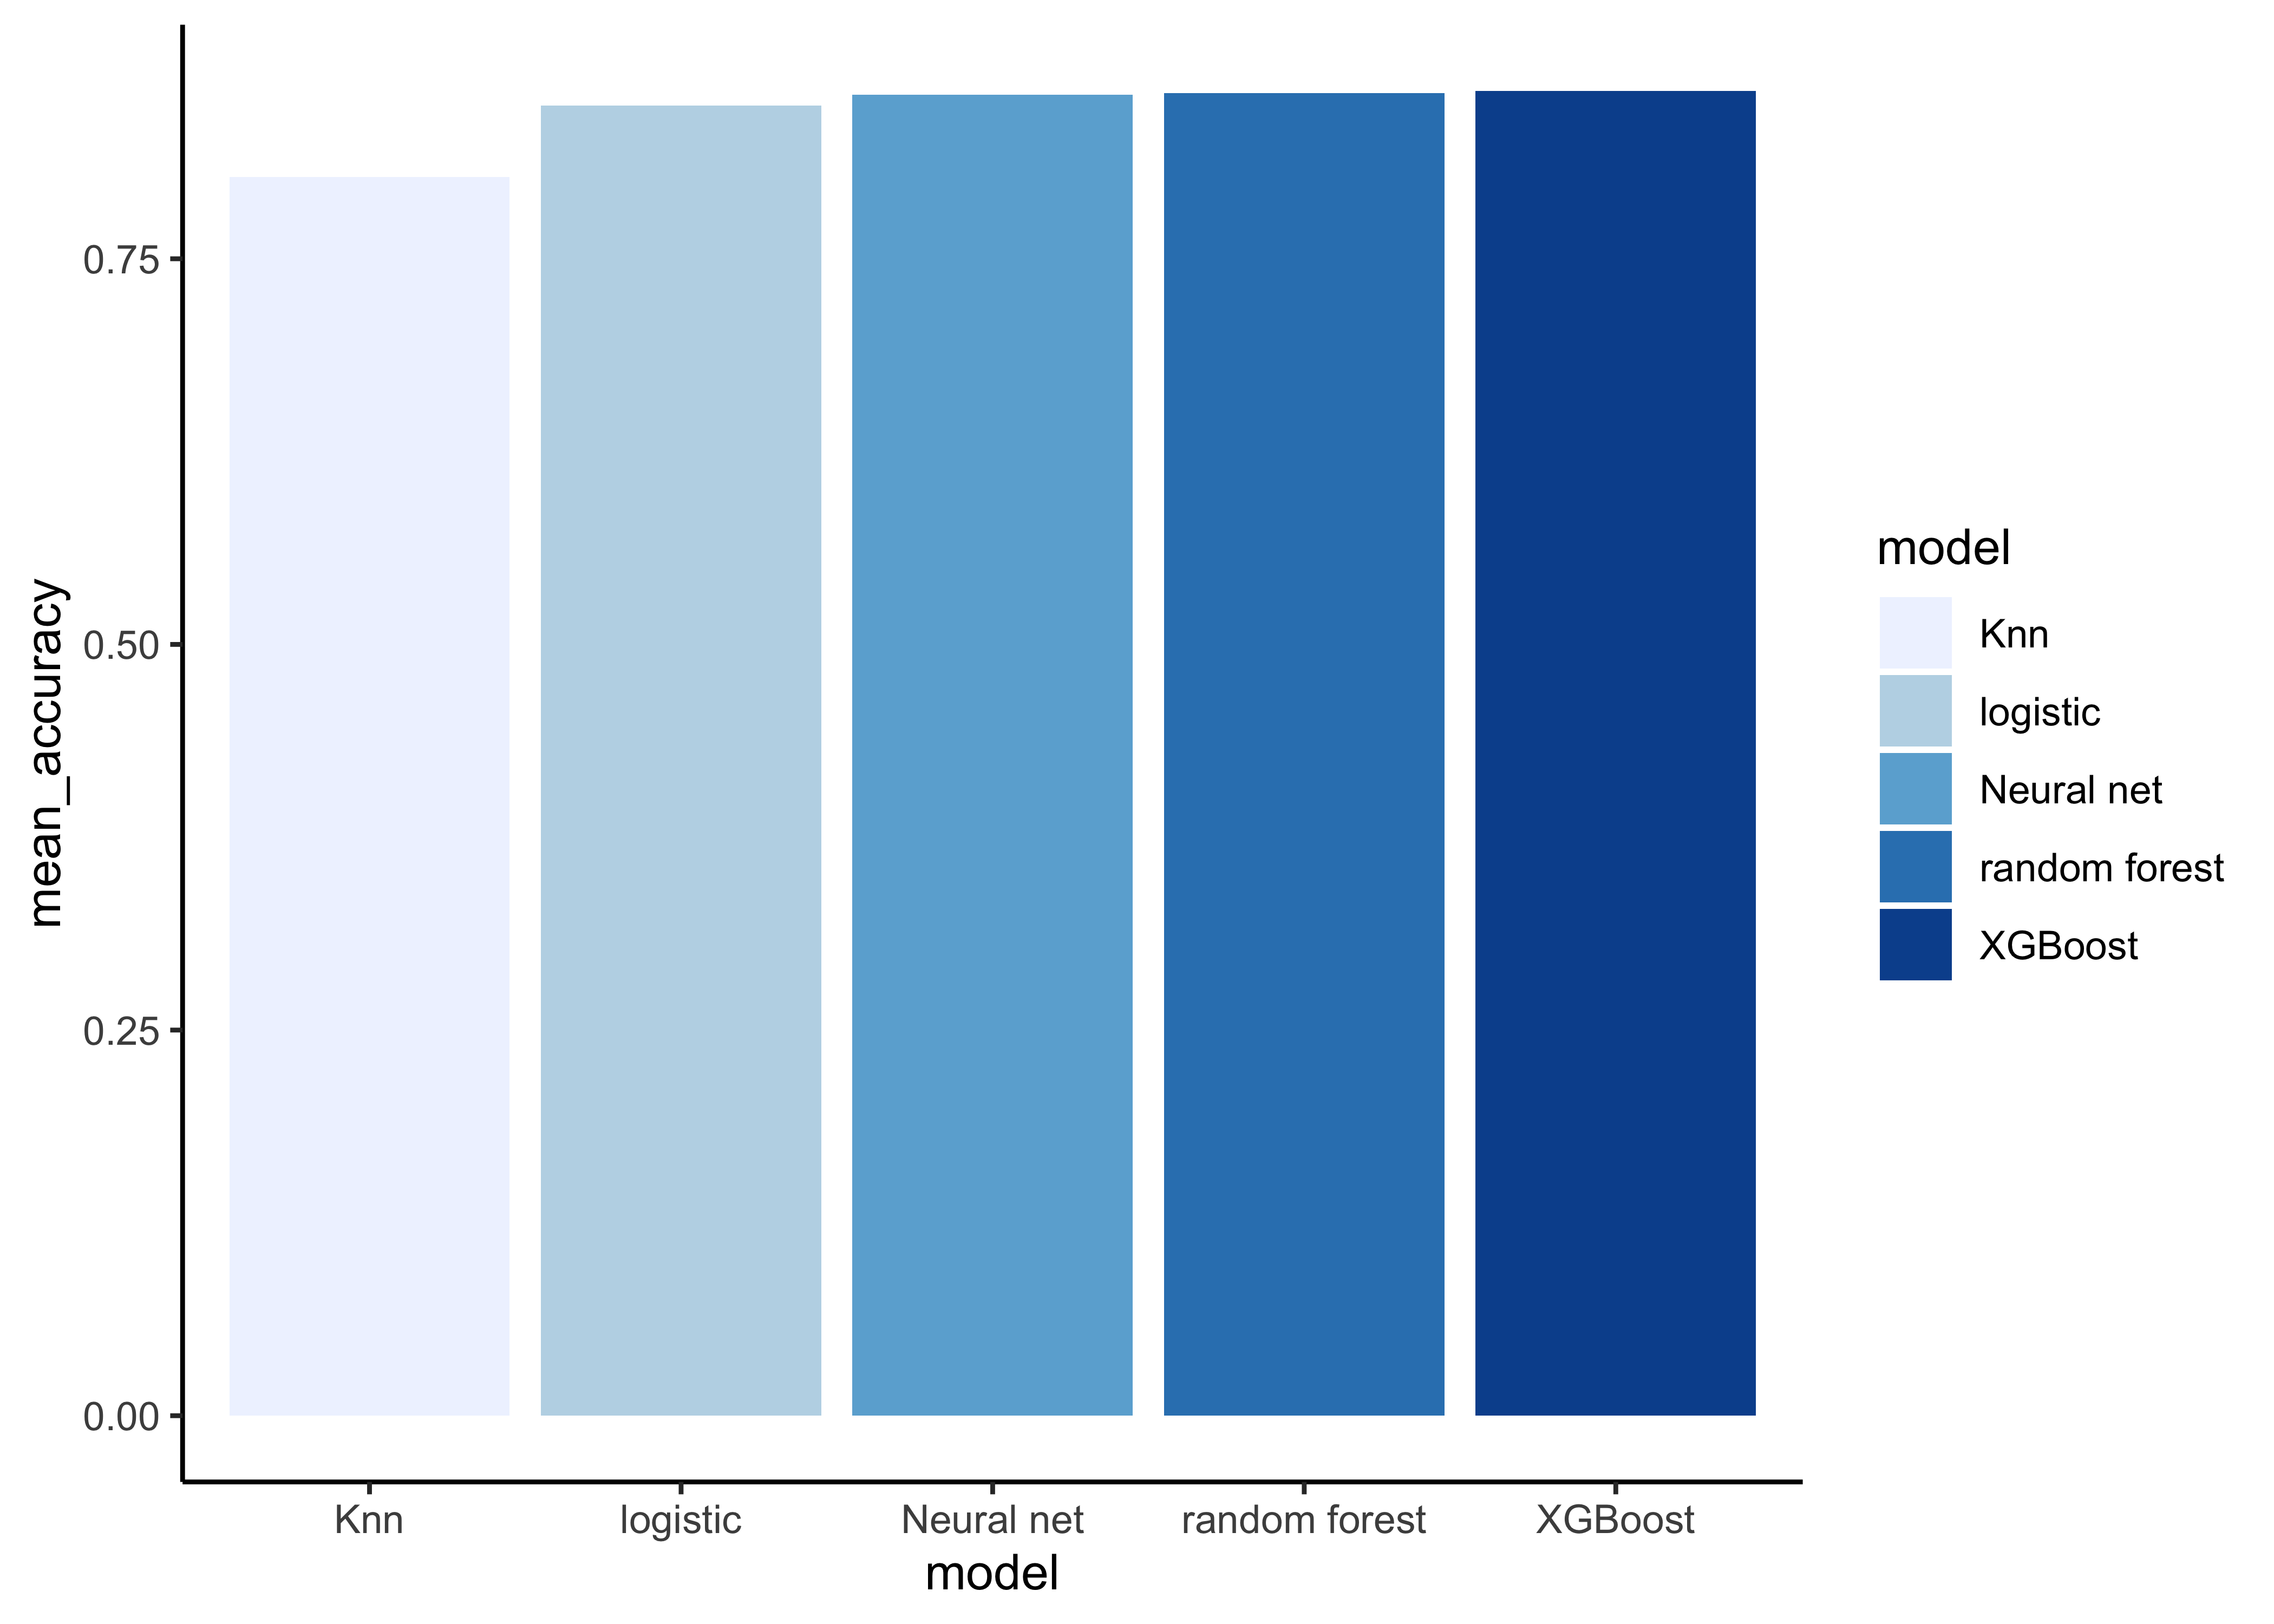 mean_accuracy
0.75
0.50
0.25
0.00
Knn
logistic
Neural net
random forest
XGBoost
model
model
Knn
logistic
Neural net
random forest
XGBoost